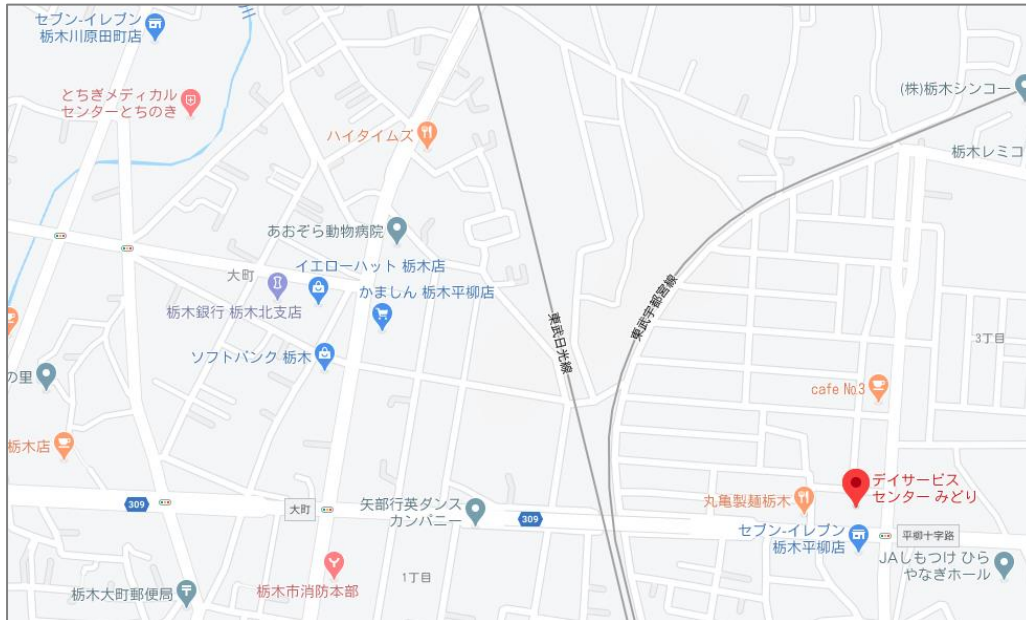 セブン-イレブン
栃木川原田町店
とちぎメディカル
センターとちのき
(株)栃木シンコー
ハイタイムズ
栃木レミコ
あおぞら動物病院
大町
イエローハット 栃木店
かましん 栃木平柳店
栃木銀行 栃木北支店
東武宇都宮線
東武日光線
ソフトバンク 栃木
3丁目
の里
cafe No.3
栃木店
デイサービス
センター みどり
309
大町
矢部行英ダンス
カンパニー
309
丸亀製麺栃木
セブン-イレブン
栃木平柳店
平柳十字路
JAしもつけ ひら
やなぎホール
栃木市消防本部
1丁目
栃木大町郵便局